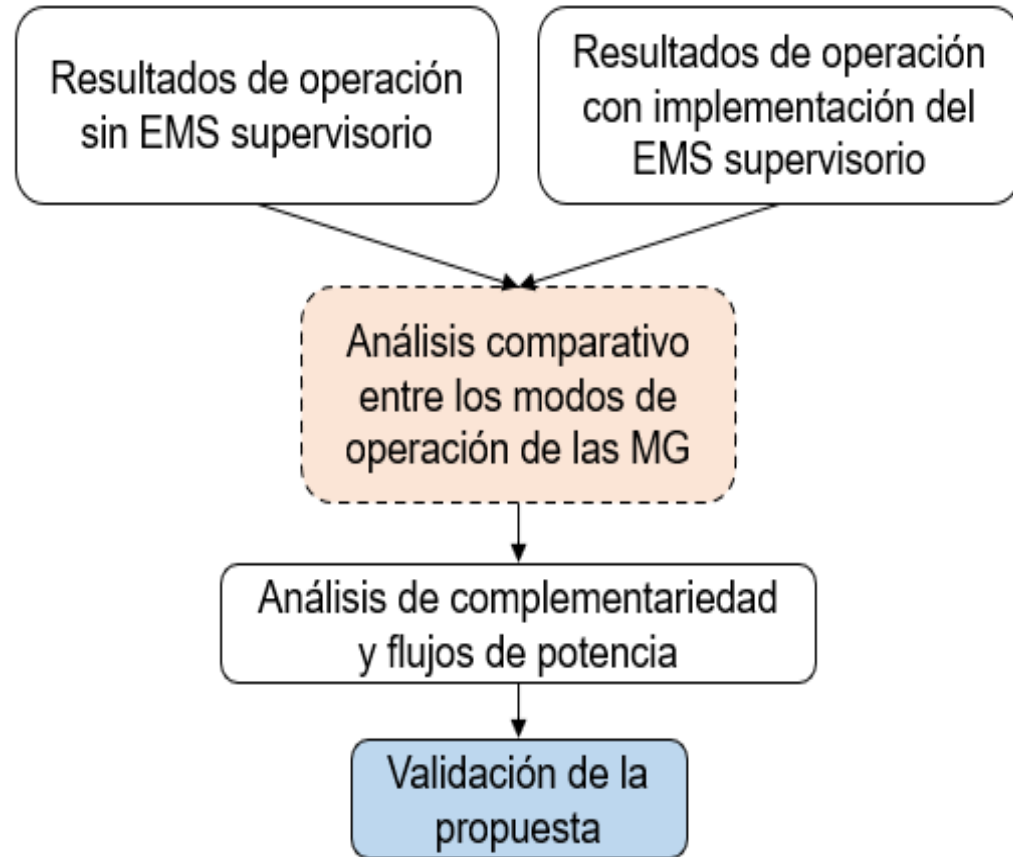 Resultados de operación
sin EMS supervisorio
Resultados de operación
con implementación del
EMS supervisorio
Análisis comparativo
entre los modos de
operación de las MG
Análisis de complementariedad
y flujos de potencia
Validación de la
propuesta